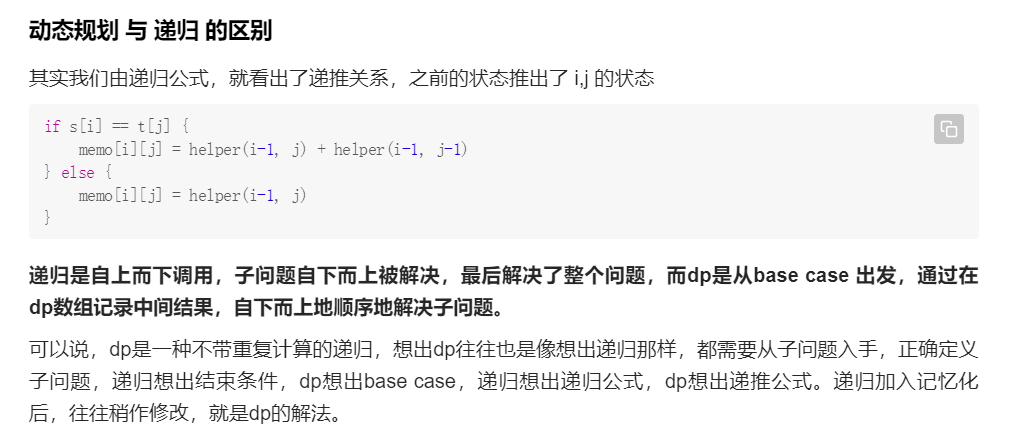 动态规划 与 递归 的区别
其实我们由递归公式，就看出了递推关系，之前的状态推出了 i,j 的状态
if s[i] == t[j] {
    memo[i][j] = helper(i-1, j) + helper(i-1, j-1)
} else {
    memo[i][j] = helper(i-1, j)
}
递归是自上而下调用，子问题自下而上被解决，最后解决了整个问题，而dp是从base case 出发，通过在
dp数组记录中间结果，自下而上地顺序地解决子问题。
可以说，dp是一种不带重复计算的递归，想出dp往往也是像想出递归那样，都需要从子问题入手，正确定义
子问题，递归想出结束条件，dp想出base case，递归想出递归公式，dp想出递推公式。递归加入记忆化
后，往往稍作修改，就是dp的解法。